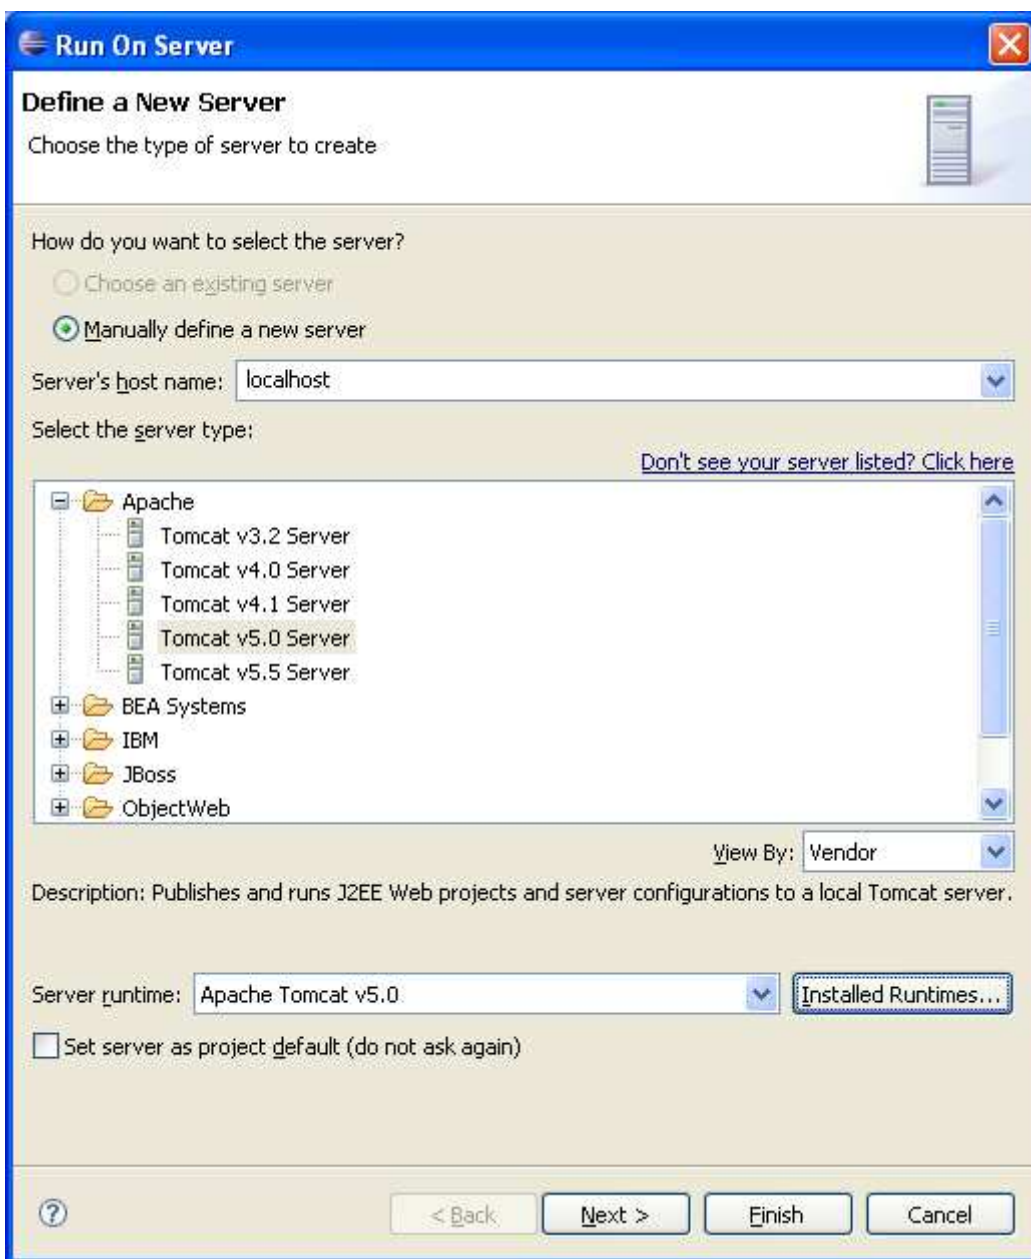 Run On Server
Define a New Server
Choose the type of server to create
How do you want to select the server?
Choose an existing server
Manually define a new server
Server's host name: localhost
Select the server type:
Don't see your server listed? Click here
Apache
Tomcat v3.2 Server
Tomcat v4.0 Server
Tomcat v4.1 Server
Tomcat v5.0 Server
Tomcat v5.5 Server
BEA Systems
IBM
JBoss
ObjectWeb
View By: Vendor
Description: Publishes and runs J2EE Web projects and server configurations to a local Tomcat server.
Server runtime: Apache Tomcat v5.0 Installed Runtimes...
Set server as project default (do not ask again)
? < Back Next > Finish Cancel